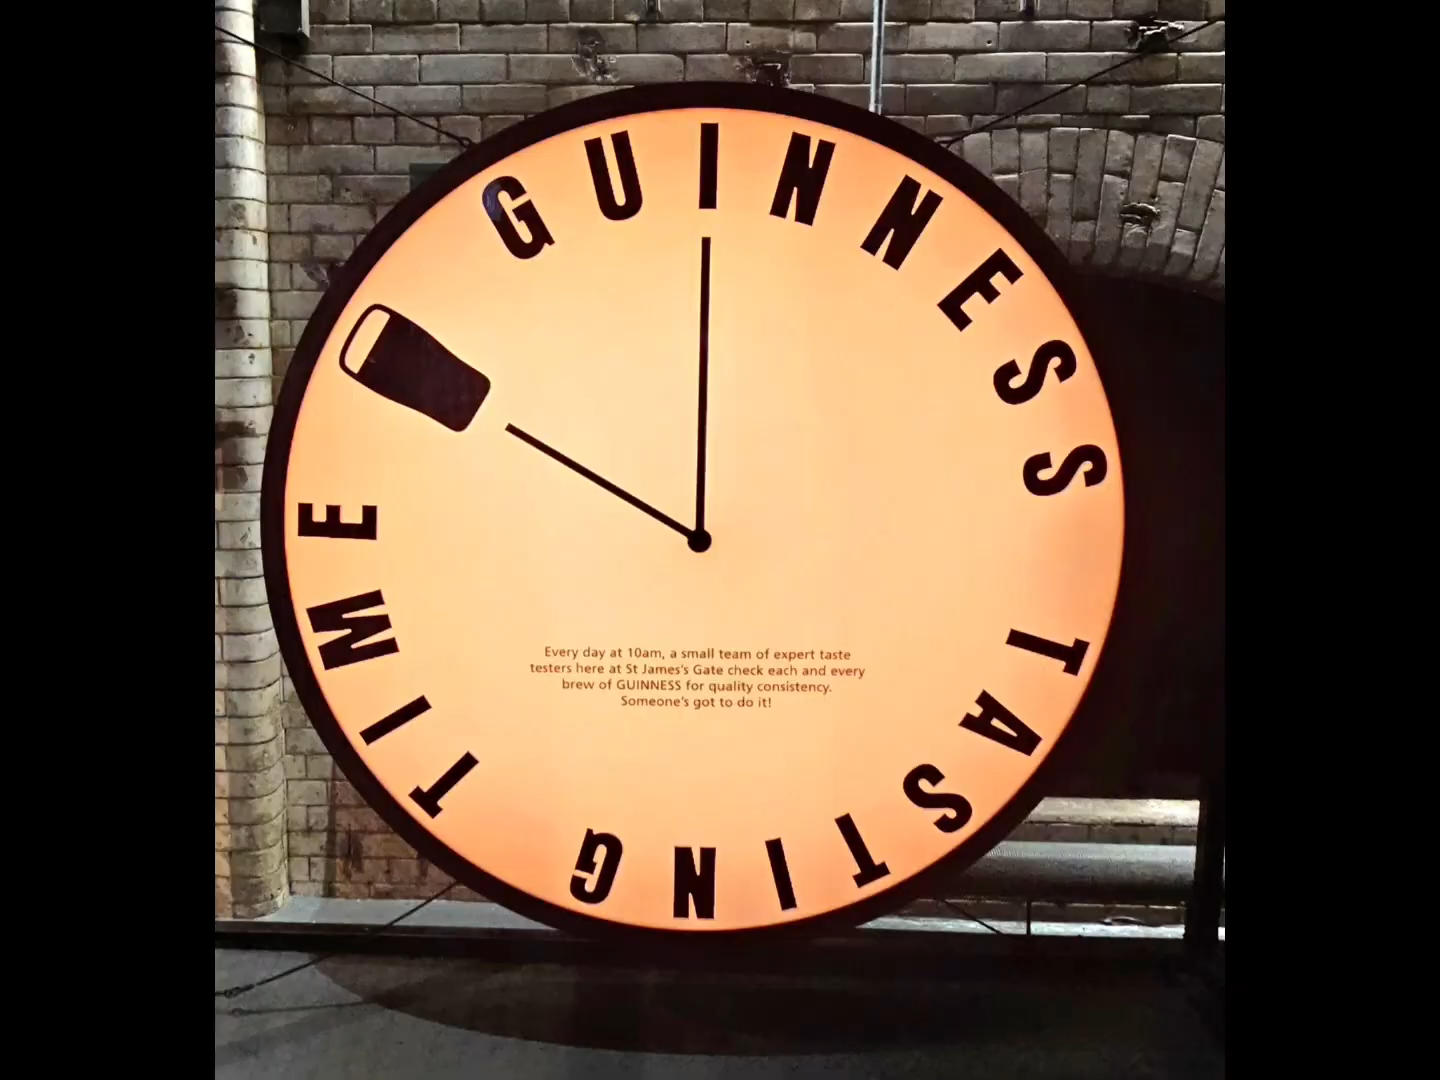 GUINNESS TASTING TIME
Every day at 10am, a small team of expert taste
testers here at St James's Gate check each and every
brew of GUINNESS for quality consistency.
Someone's got to do it!